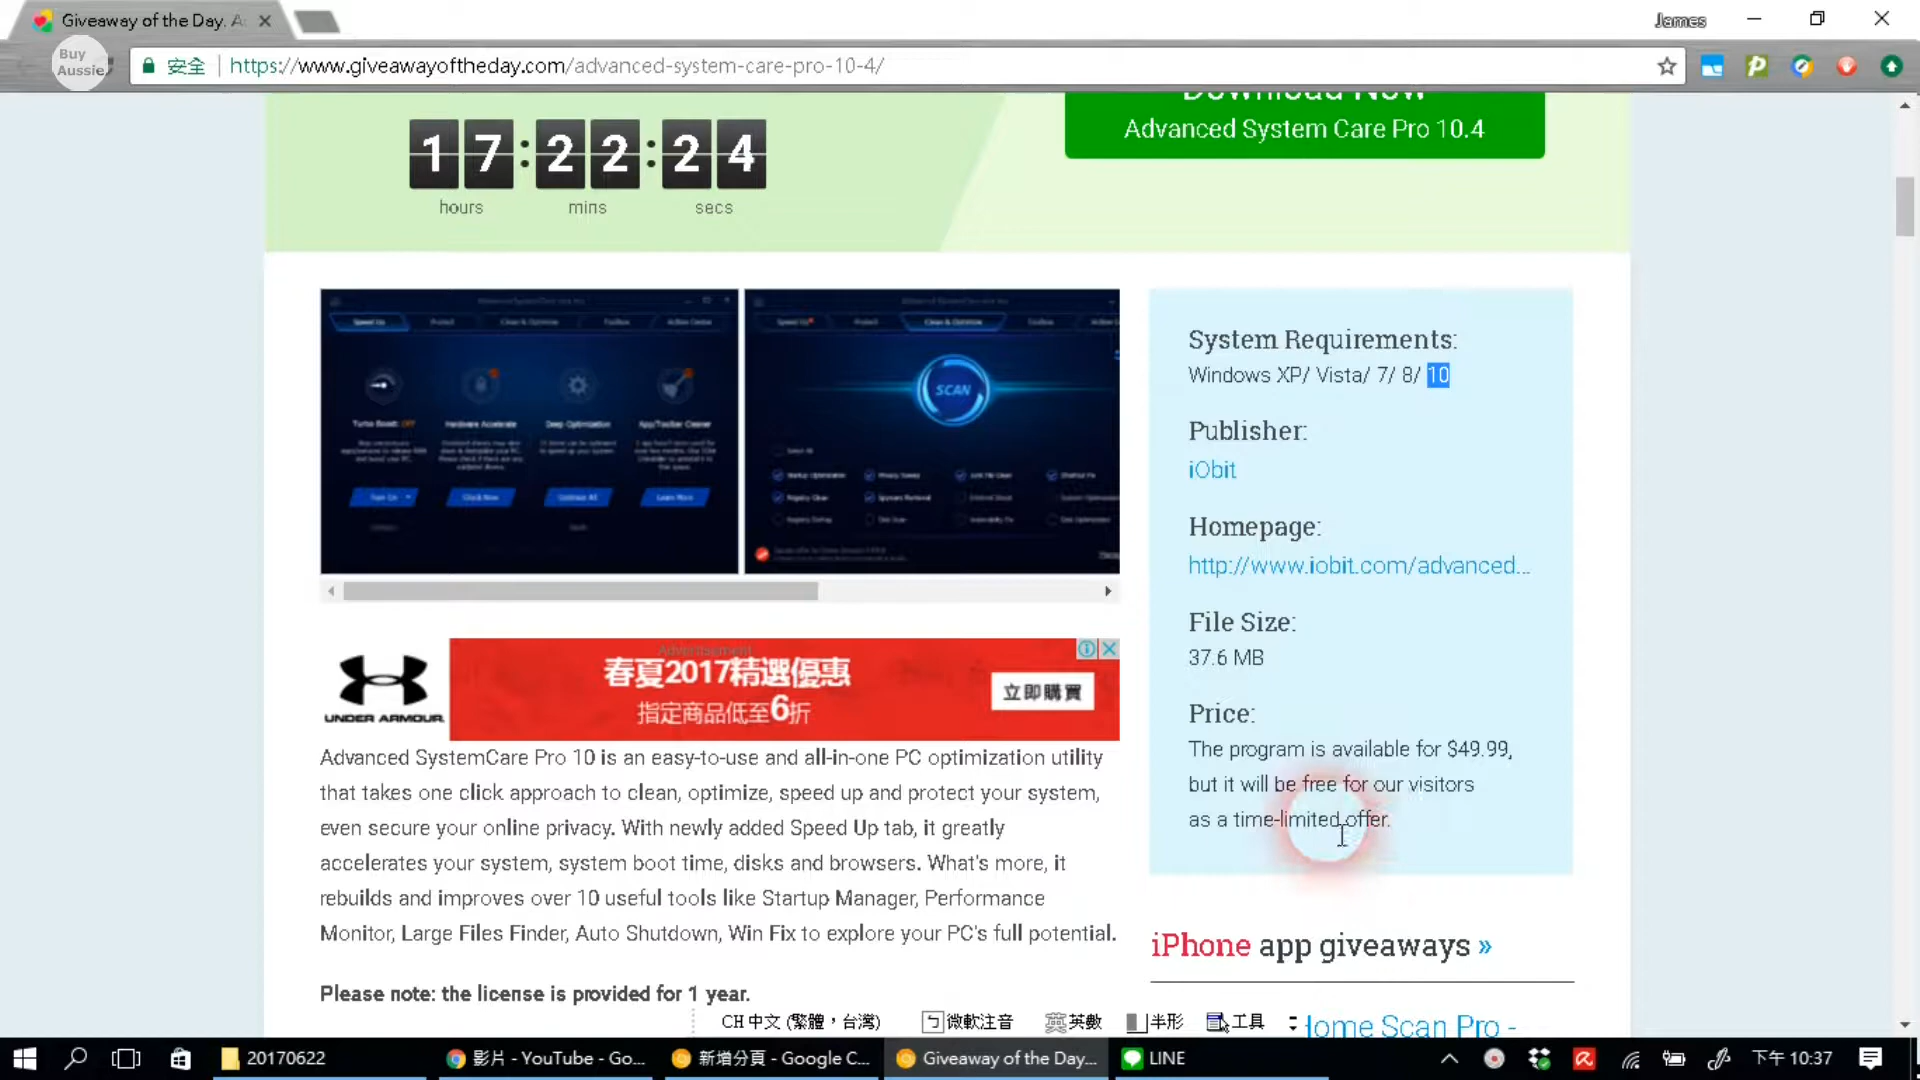 Giveaway of the Day. A
James
Buy
Aussie
安全
https://www.giveawayoftheday.com/advanced-system-care-pro-10-4/
Download Now
Advanced System Care Pro 10.4
17:22:24
hours mins secs
SCAN
System Requirements:
Windows XP/ Vista/ 7/ 8/ 10
Publisher:
iObit
Homepage:
http://www.iobit.com/advanced...
File Size:
37.6 MB
Price:
The program is available for $49.99,
but it will be free for our visitors
as a time-limited offer.
Advertisement
UNDER ARMOUR.
春夏2017精選優惠
指定商品低至6折
立即購買
Advanced SystemCare Pro 10 is an easy-to-use and all-in-one PC optimization utility
that takes one click approach to clean, optimize, speed up and protect your system,
even secure your online privacy. With newly added Speed Up tab, it greatly
accelerates your system, system boot time, disks and browsers. What's more, it
rebuilds and improves over 10 useful tools like Startup Manager, Performance
Monitor, Large Files Finder, Auto Shutdown, Win Fix to explore your PC's full potential.
Please note: the license is provided for 1 year.
iPhone app giveaways »
Home Scan Pro -
CH 中文 (繁體，台灣) 微軟注音 英 英數 半形 工具
20170622
影片 - YouTube - Go...
新增分頁 - Google C...
Giveaway of the Day...
LINE
下午 10:37